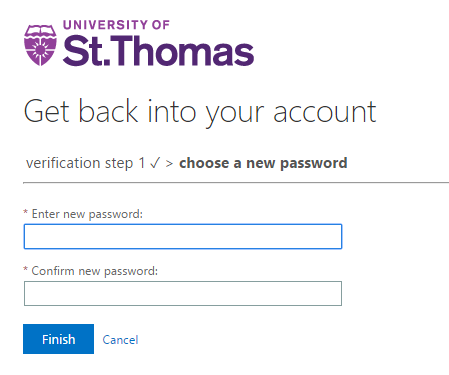 UNIVERSITY OF
St.Thomas
Get back into your account
verification step 1 ✓ > choose a new password
* Enter new password:
* Confirm new password:
Finish Cancel